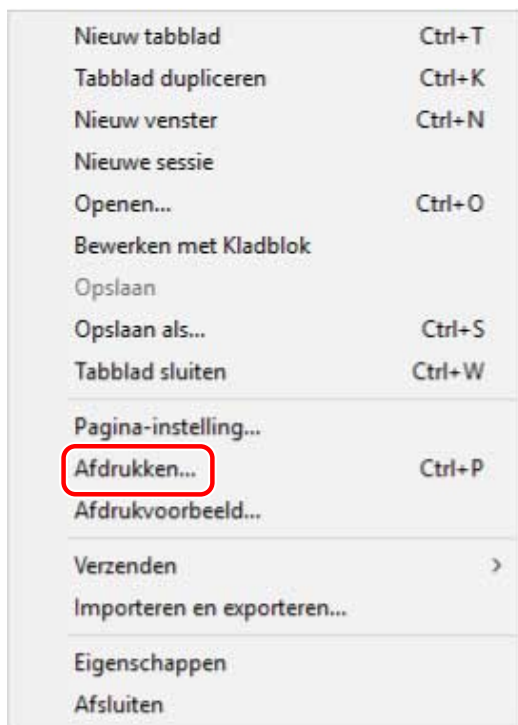 Nieuw tabblad Ctrl+T
Tabblad dupliceren Ctrl+K
Nieuw venster Ctrl+N
Nieuwe sessie
Openen... Ctrl+O
Bewerken met Kladblok
Opslaan
Opslaan als... Ctrl+S
Tabblad sluiten Ctrl+W
Pagina-instelling...
Afdrukken... Ctrl+P
Afdrukvoorbeeld...
Verzenden >
Importeren en exporteren...
Eigenschappen
Afsluiten